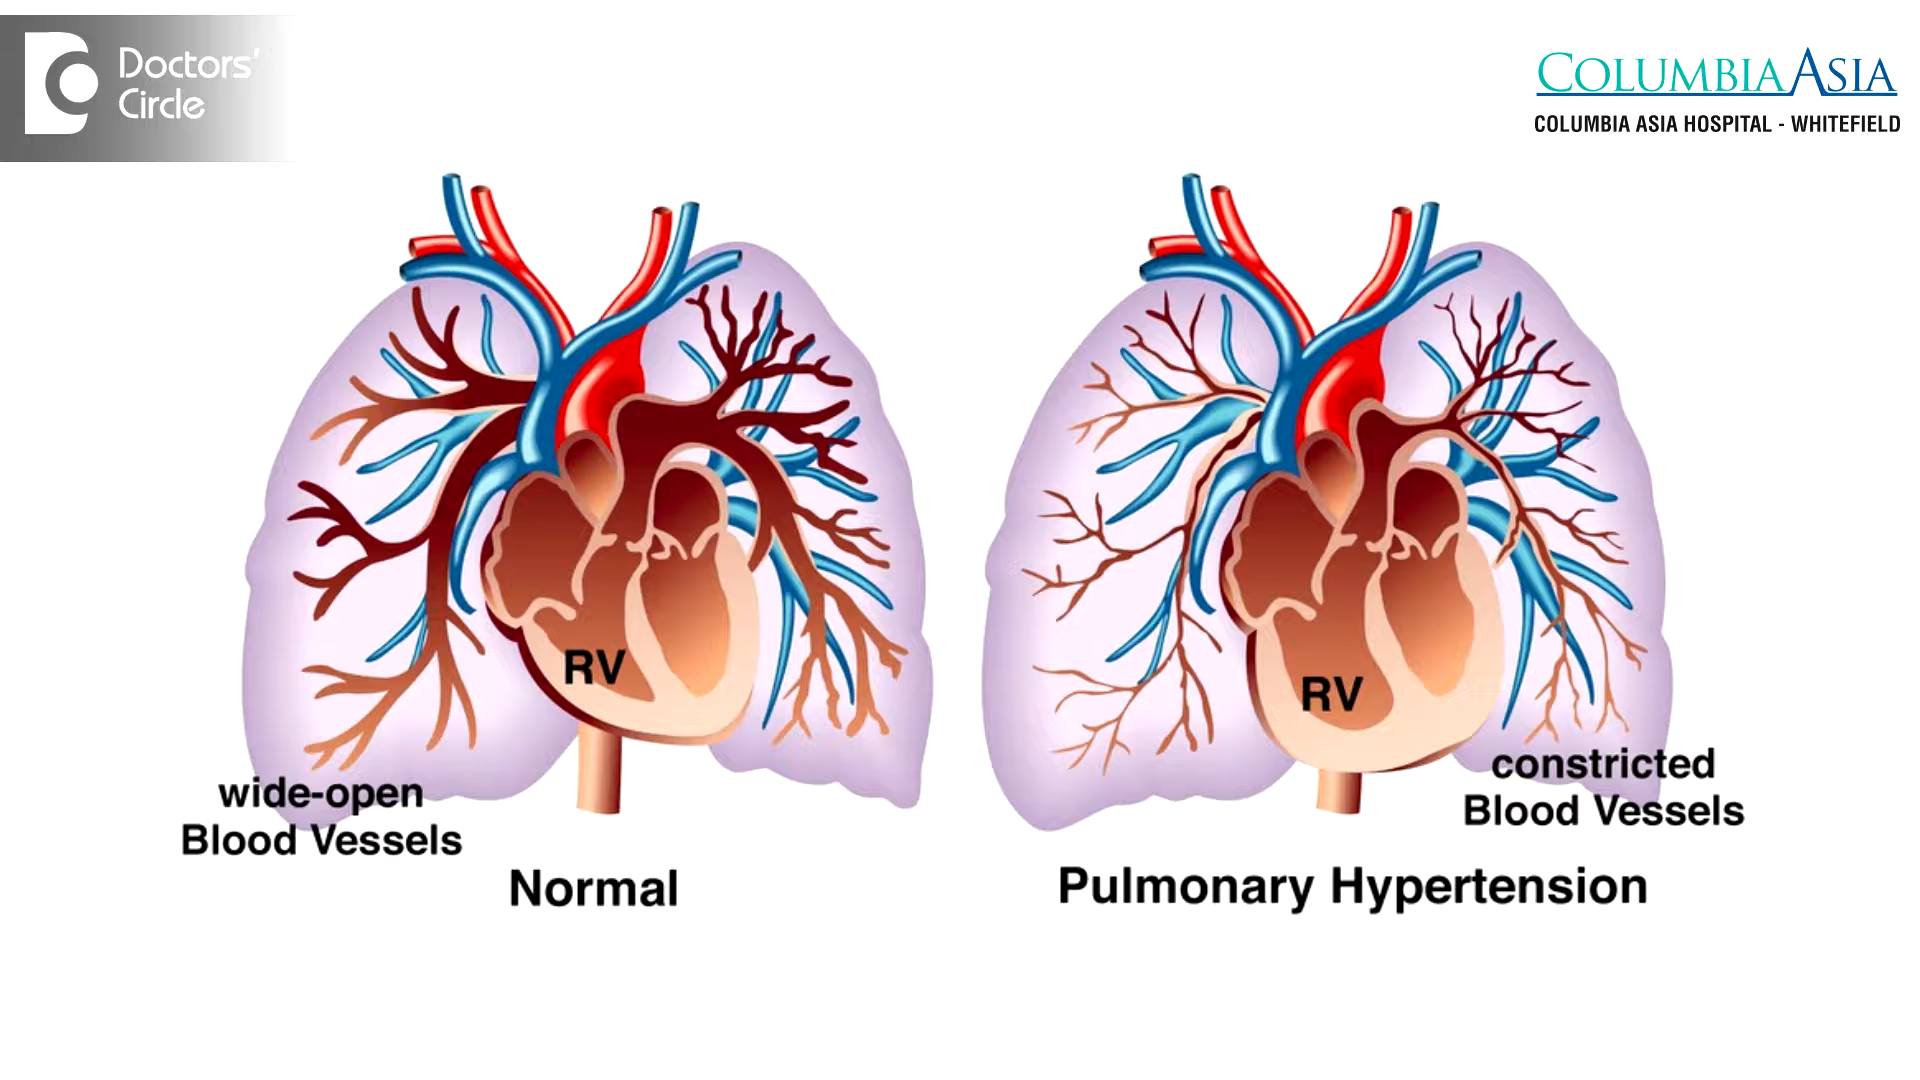 Doctors'
Circle
COLUMBIA ASIA
COLUMBIA ASIA HOSPITAL - WHITEFIELD
RV
wide-open
Blood Vessels
Normal
RV
constricted
Blood Vessels
Pulmonary Hypertension